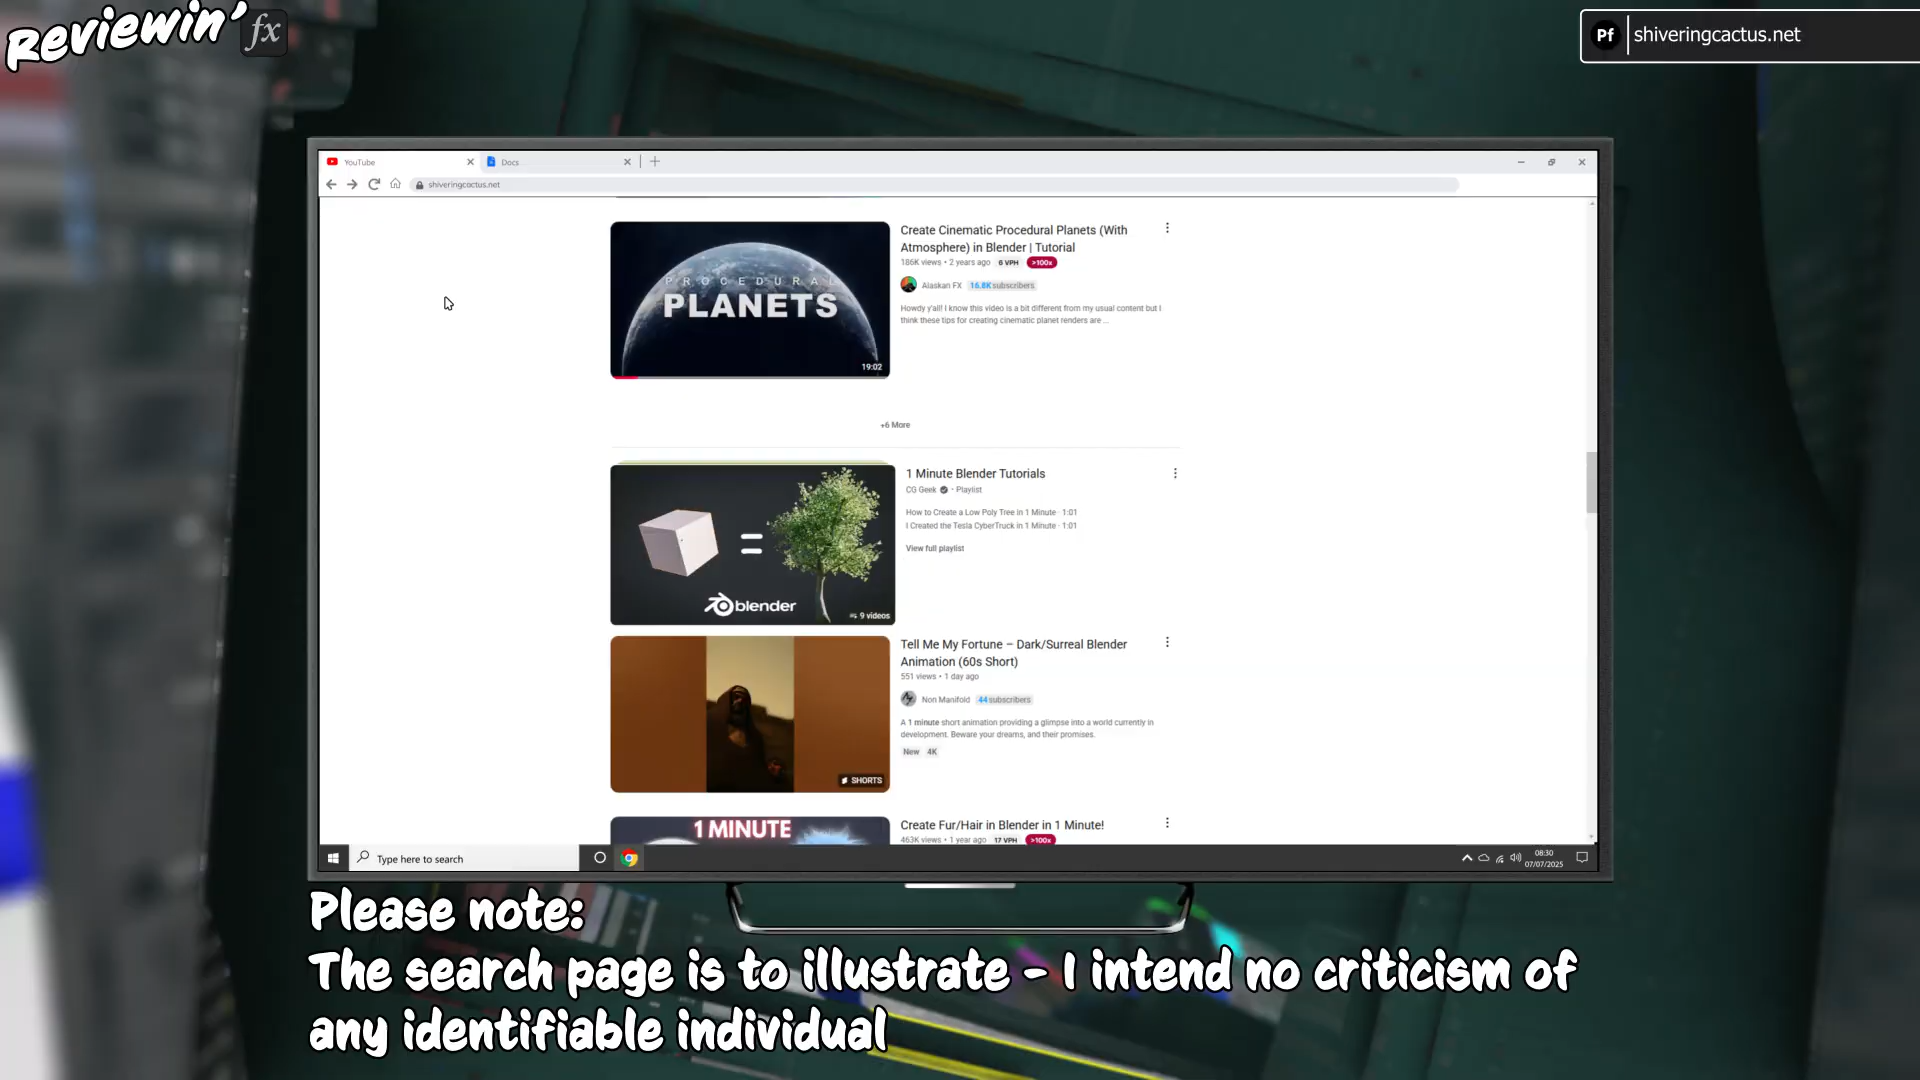 Reviewin' fx
Pf shiveringcactus.net
YouTube
Docs
shiveringcactus.net
PROCEDURAL
PLANETS
19:02
Create Cinematic Procedural Planets (With
Atmosphere) in Blender | Tutorial
186K views • 2 years ago 6 VPH >100x
Alaskan FX 16.8K subscribers
Howdy y'all! I know this video is a bit different from my usual content but I
think these tips for creating cinematic planet renders are ...
+6 More
=
blender
9 videos
1 Minute Blender Tutorials
CG Geek • Playlist
How to Create a Low Poly Tree in 1 Minute · 1:01
I Created the Tesla CyberTruck in 1 Minute · 1:01
View full playlist
SHORTS
Tell Me My Fortune – Dark/Surreal Blender
Animation (60s Short)
551 views • 1 day ago
Non Manifold 44 subscribers
A 1 minute short animation providing a glimpse into a world currently in
development. Beware your dreams, and their promises.
New 4K
1 MINUTE
Create Fur/Hair in Blender in 1 Minute!
463K views • 1 year ago 17 VPH >100x
Type here to search
08:30
07/07/2025
Please note:
The search page is to illustrate - I intend no criticism of
any identifiable individual